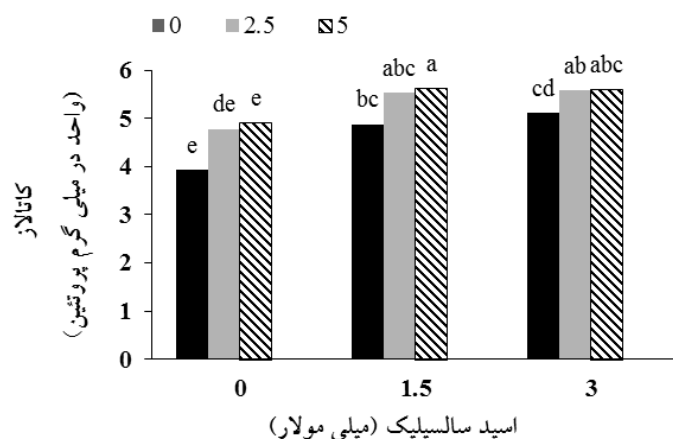 0 2.5 5
کاتالاز
(واحد در میلی گرم پروتئین)
6
5
4
3
2
1
0
e de e
bc abc a
cd ab abc
0 1.5 3
اسید سالسیلیک (میلی مولار)